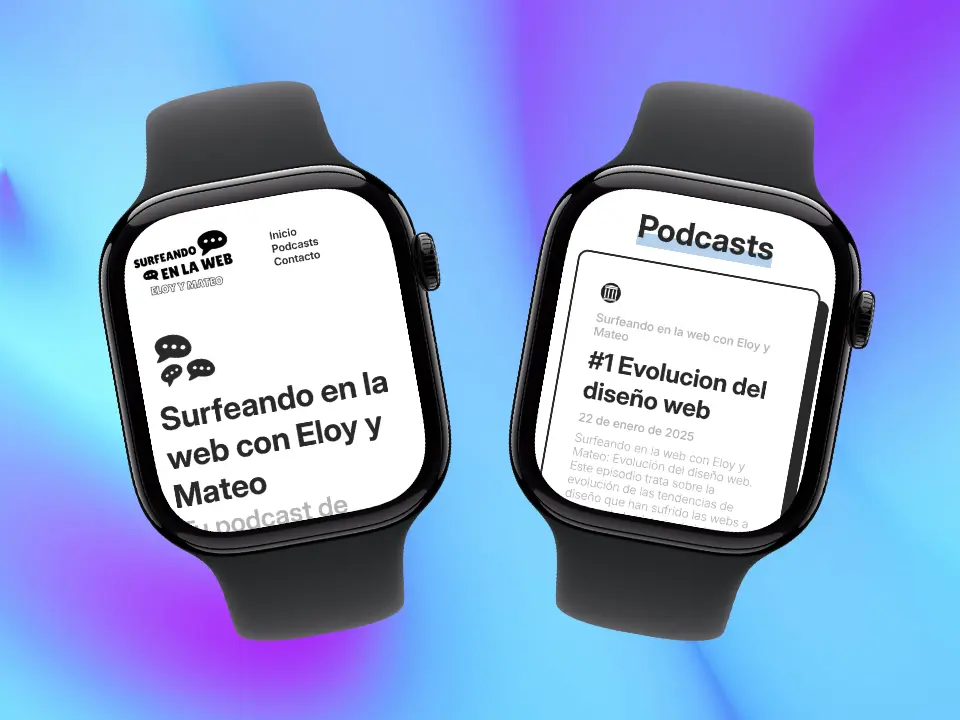 SURFEANDO
EN LA WEB
ELOY Y MATEO
Inicio
Podcasts
Contacto
Surfeando en la
web con Eloy y
Mateo
Tu podcast de
Podcasts
Surfeando en la web con Eloy y
Mateo
#1 Evolucion del
diseño web
22 de enero de 2025
Surfeando en la web con Eloy y
Mateo: Evolución del diseño web.
Este episodio trata sobre la
evolución de las tendencias de
diseño que han sufrido las webs a